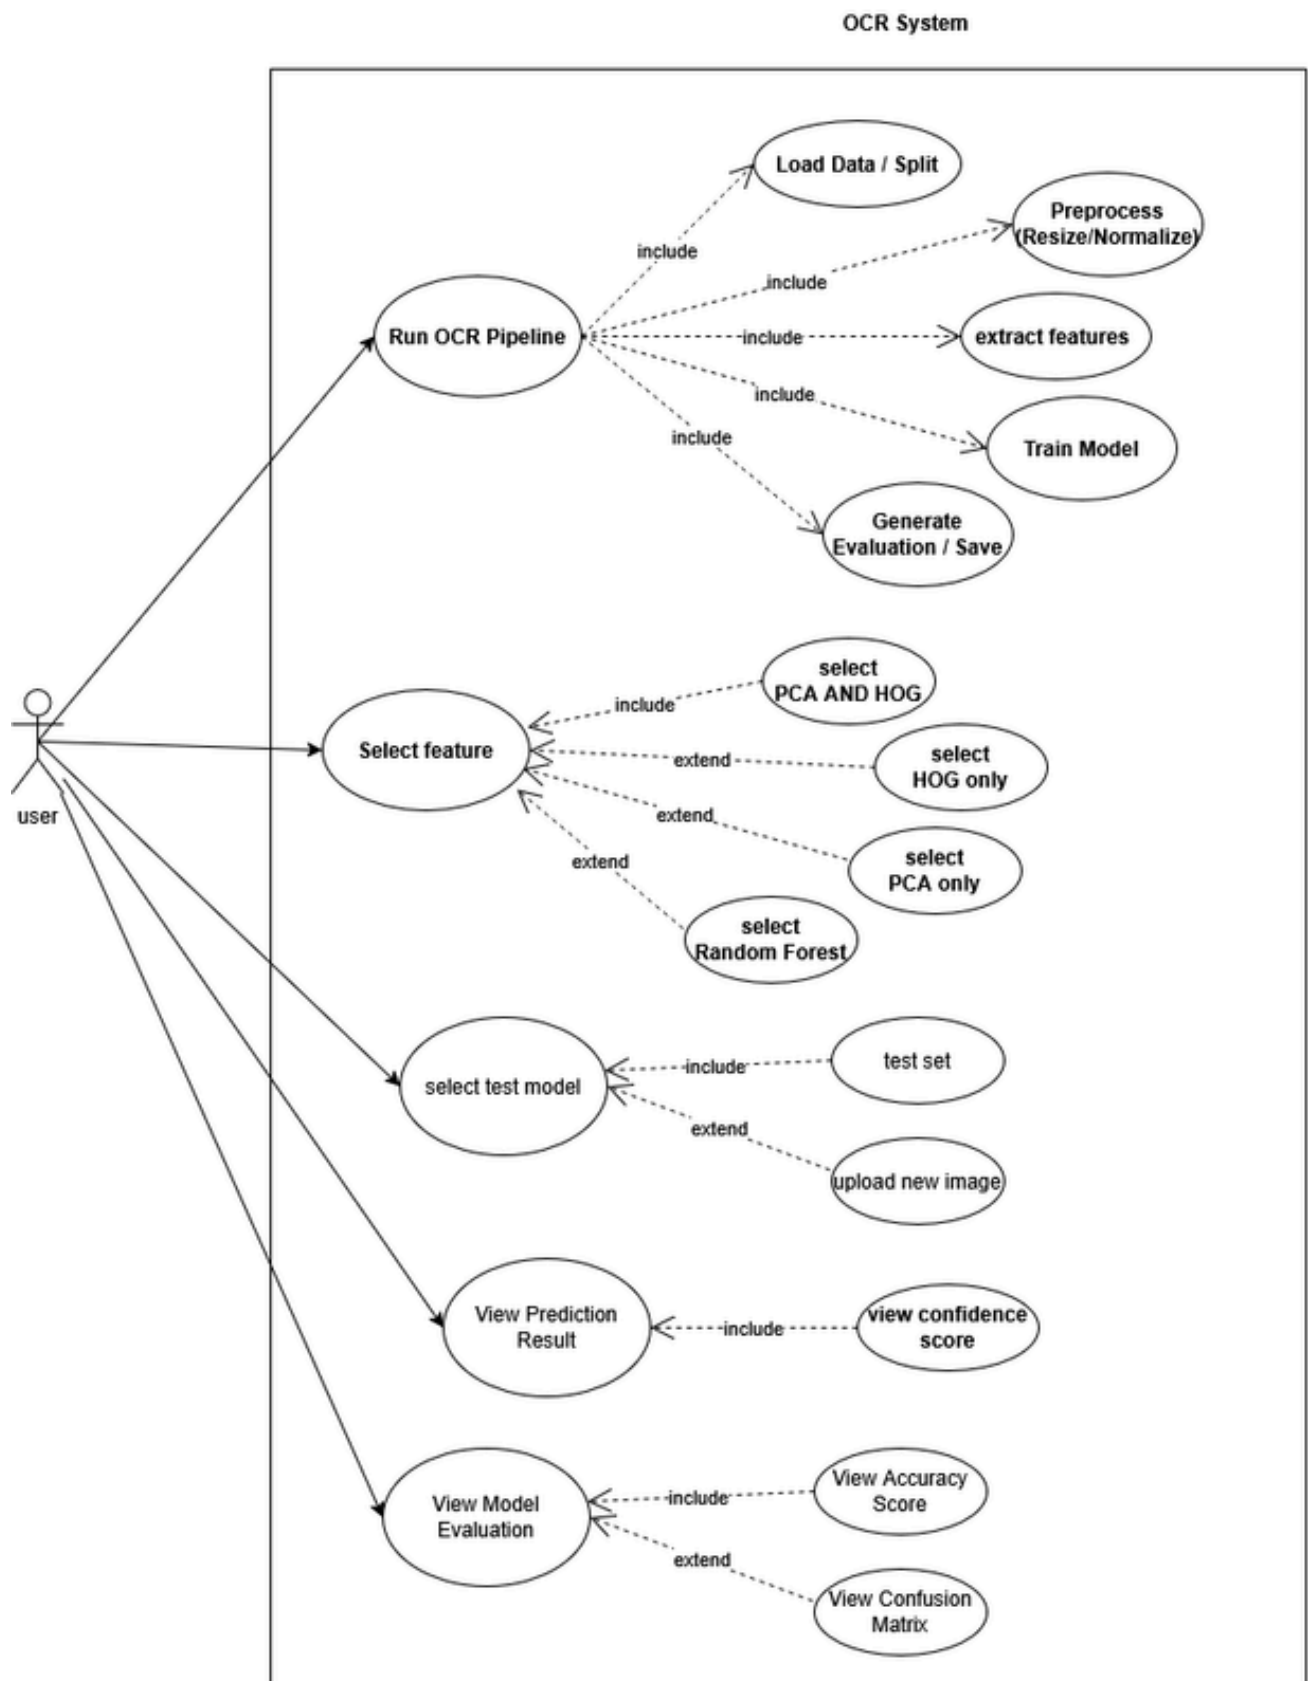 OCR System
Load Data / Split
Preprocess
(Resize/Normalize)
include
include
Run OCR Pipeline
include
extract features
include
Train Model
include
Generate
Evaluation / Save
select
PCA AND HOG
include
Select feature
extend
select
HOG only
extend
select
PCA only
extend
select
Random Forest
user
select test model
include
test set
extend
upload new image
View Prediction
Result
include
view confidence
score
View Model
Evaluation
include
View Accuracy
Score
extend
View Confusion
Matrix